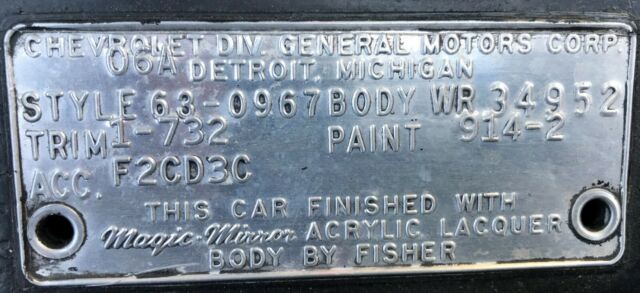 CHEVROLET DIV. GENERAL MOTORS CORP.
06A DETROIT, MICHIGAN
STYLE 63-0967 BODY WR 34952
TRIM 1-732 PAINT 914-2
ACC. F2CD3C
THIS CAR FINISHED WITH
Magic-Mirror ACRYLIC LACQUER
BODY BY FISHER